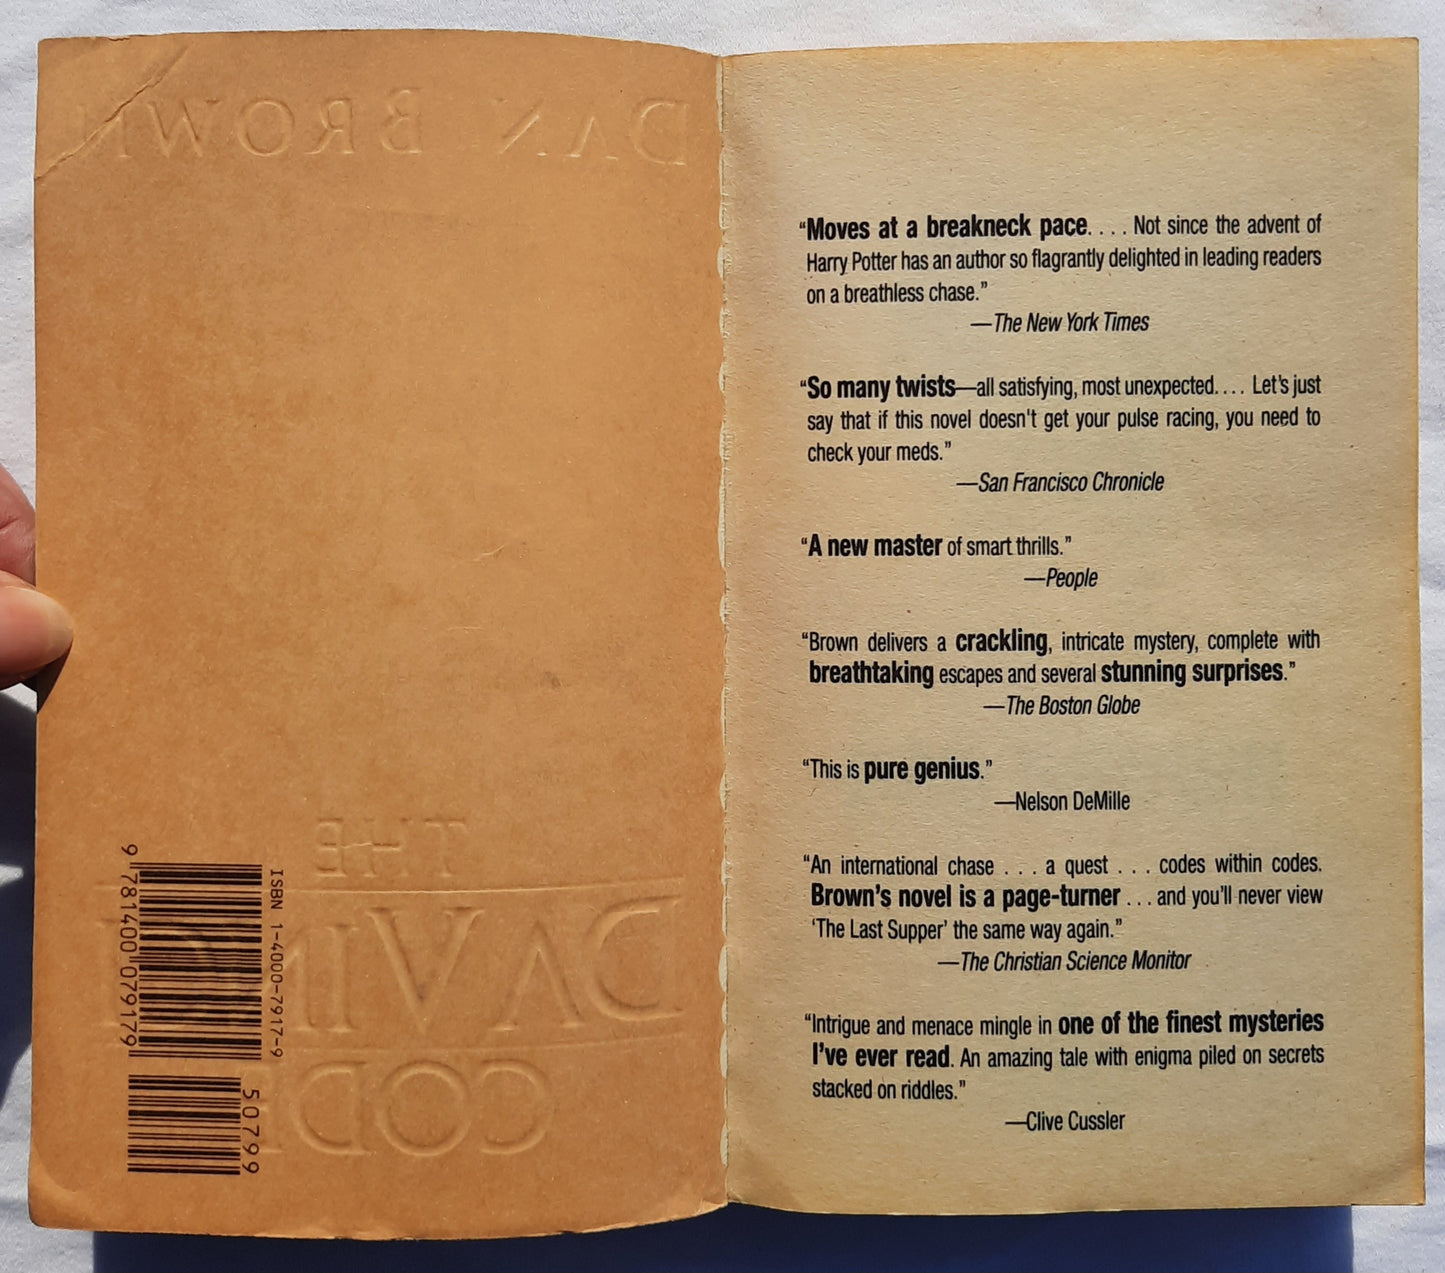 DAN BROWN
THE
DA VINCI
CODE
ISBN 1-4000-7917-9
9 781400 079179
50799
“Moves at a breakneck pace. . . . Not since the advent of
Harry Potter has an author so flagrantly delighted in leading readers
on a breathless chase.”
—The New York Times
“So many twists—all satisfying, most unexpected. . . . Let’s just
say that if this novel doesn't get your pulse racing, you need to
check your meds.”
—San Francisco Chronicle
“A new master of smart thrills.”
—People
“Brown delivers a crackling, intricate mystery, complete with
breathtaking escapes and several stunning surprises.”
—The Boston Globe
“This is pure genius.”
—Nelson DeMille
“An international chase . . . a quest . . . codes within codes.
Brown’s novel is a page-turner . . . and you’ll never view
‘The Last Supper’ the same way again.”
—The Christian Science Monitor
“Intrigue and menace mingle in one of the finest mysteries
I’ve ever read. An amazing tale with enigma piled on secrets
stacked on riddles.”
—Clive Cussler